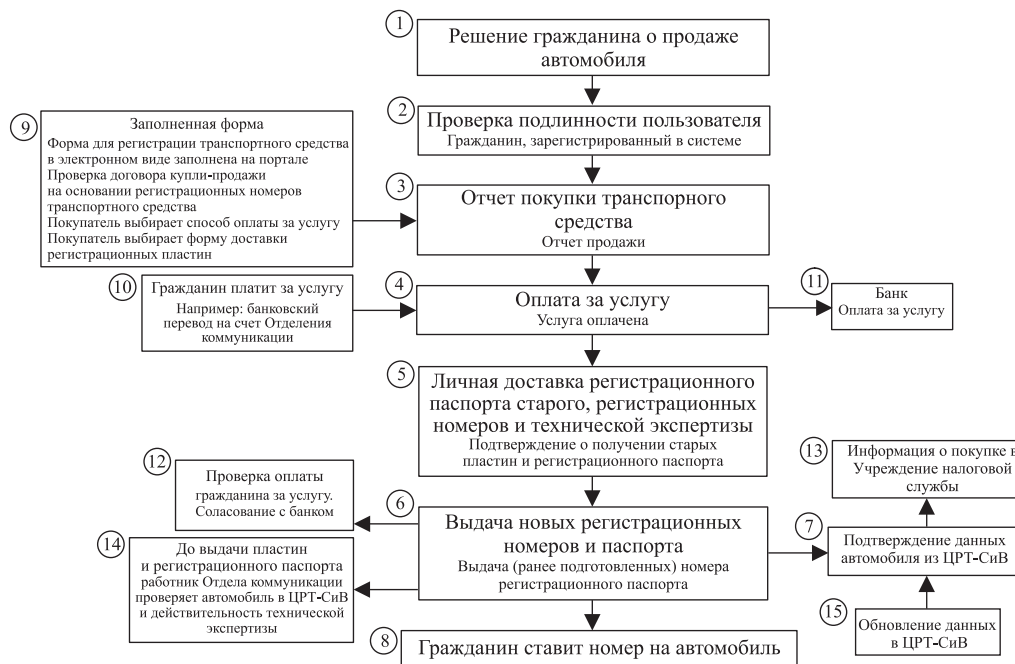 1
Решение гражданина о продаже
автомобиля
2
Проверка подлинности пользователя
Гражданин, зарегистрированный в системе
9
Заполненная форма
Форма для регистрации транспортного средства
в электронном виде заполнена на портале
Проверка договора купли-продажи
на основании регистрационных номеров
транспортного средства
Покупатель выбирает способ оплаты за услугу
Покупатель выбирает форму доставки
регистрационных пластин
3
Отчет покупки транспорного
средства
Отчет продажи
10
Гражданин платит за услугу
Например: банковский
перевод на счет Отделения
коммуникации
4
Оплата за услугу
Услуга оплачена
11
Банк
Оплата за услугу
5
Личная доставка регистрационного
паспорта старого, регистрационных
номеров и технической экспертизы
Подтверждение о получении старых
пластин и регистрационного паспорта
12
Проверка оплаты
гражданина за услугу.
Соласование с банком
13
Информация о покупке в
Учреждение налоговой
службы
6
Выдача новых регистрационных
номеров и паспорта
Выдача (ранее подготовленных) номера
регистрационного паспорта
7
Подтверждение данных
автомобиля из ЦРТ-СиВ
14
До выдачи пластин
и регистрационного паспорта
работник Отдела коммуникации
проверяет автомобиль в ЦРТ-СиВ
и действительность технической
экспертизы
15
Обновление данных
в ЦРТ-СиВ
8
Гражданин ставит номер на автомобиль